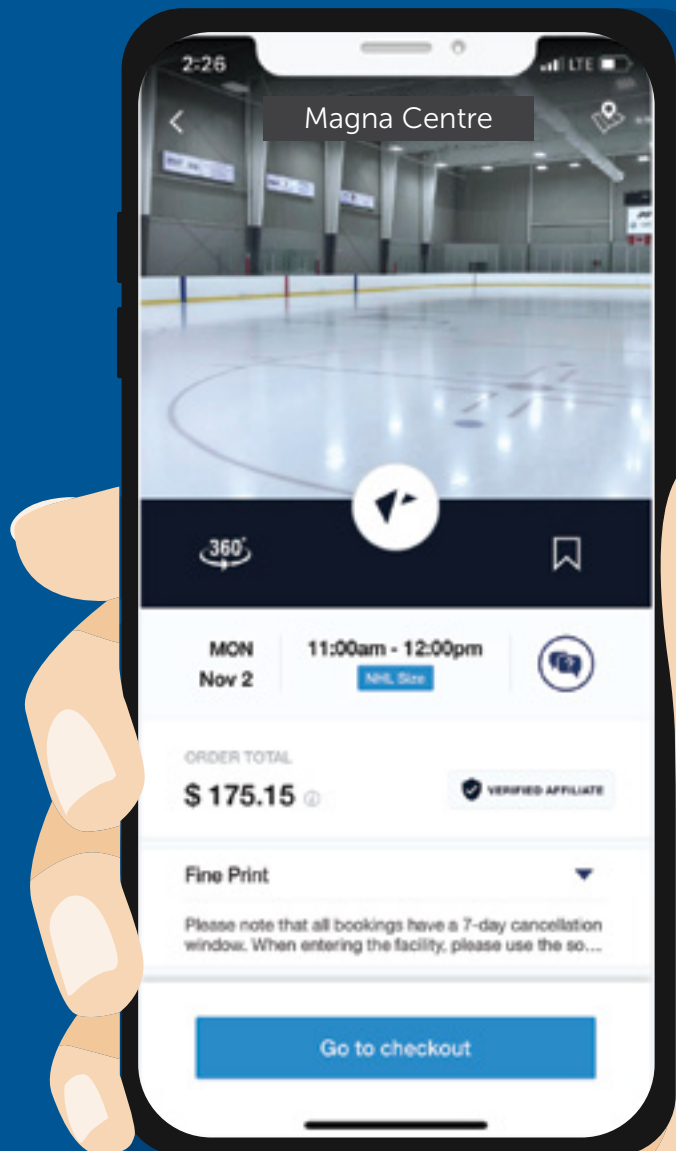 2:26
LTE
Magna Centre
360°
MON
Nov 2
11:00am - 12:00pm
NHL Size
ORDER TOTAL
$ 175.15
VERIFIED AFFILIATE
Fine Print
Please note that all bookings have a 7-day cancellation
window. When entering the facility, please use the so...
Go to checkout